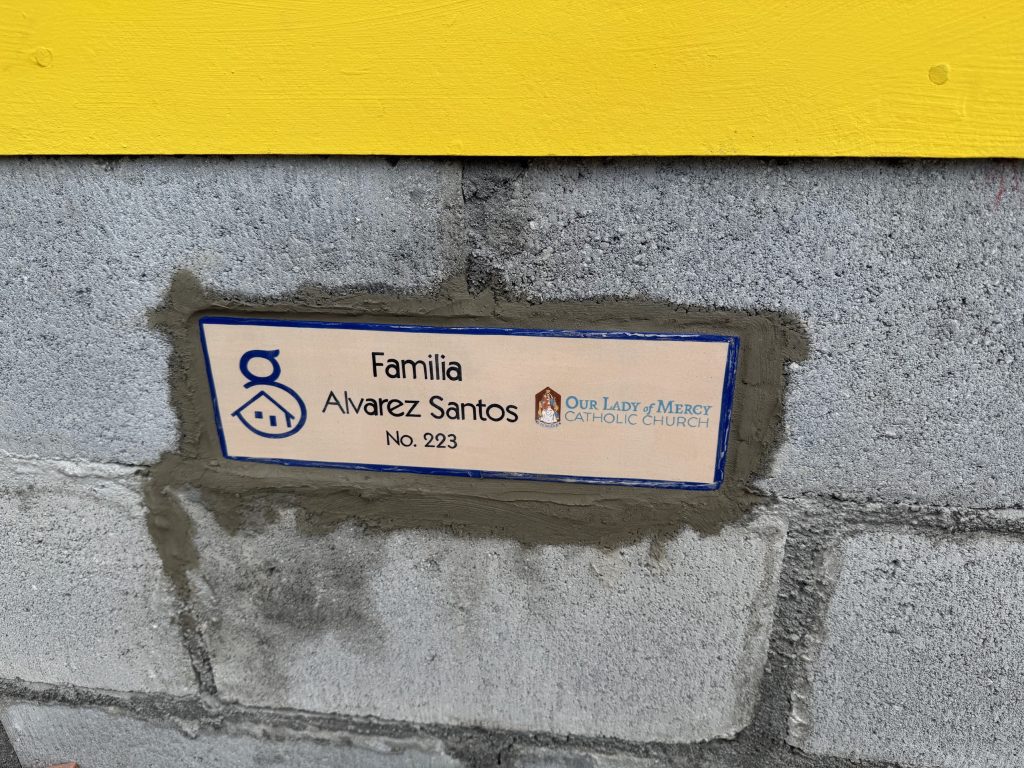 Familia
Alvarez Santos
No. 223
OUR LADY of MERCY
CATHOLIC CHURCH